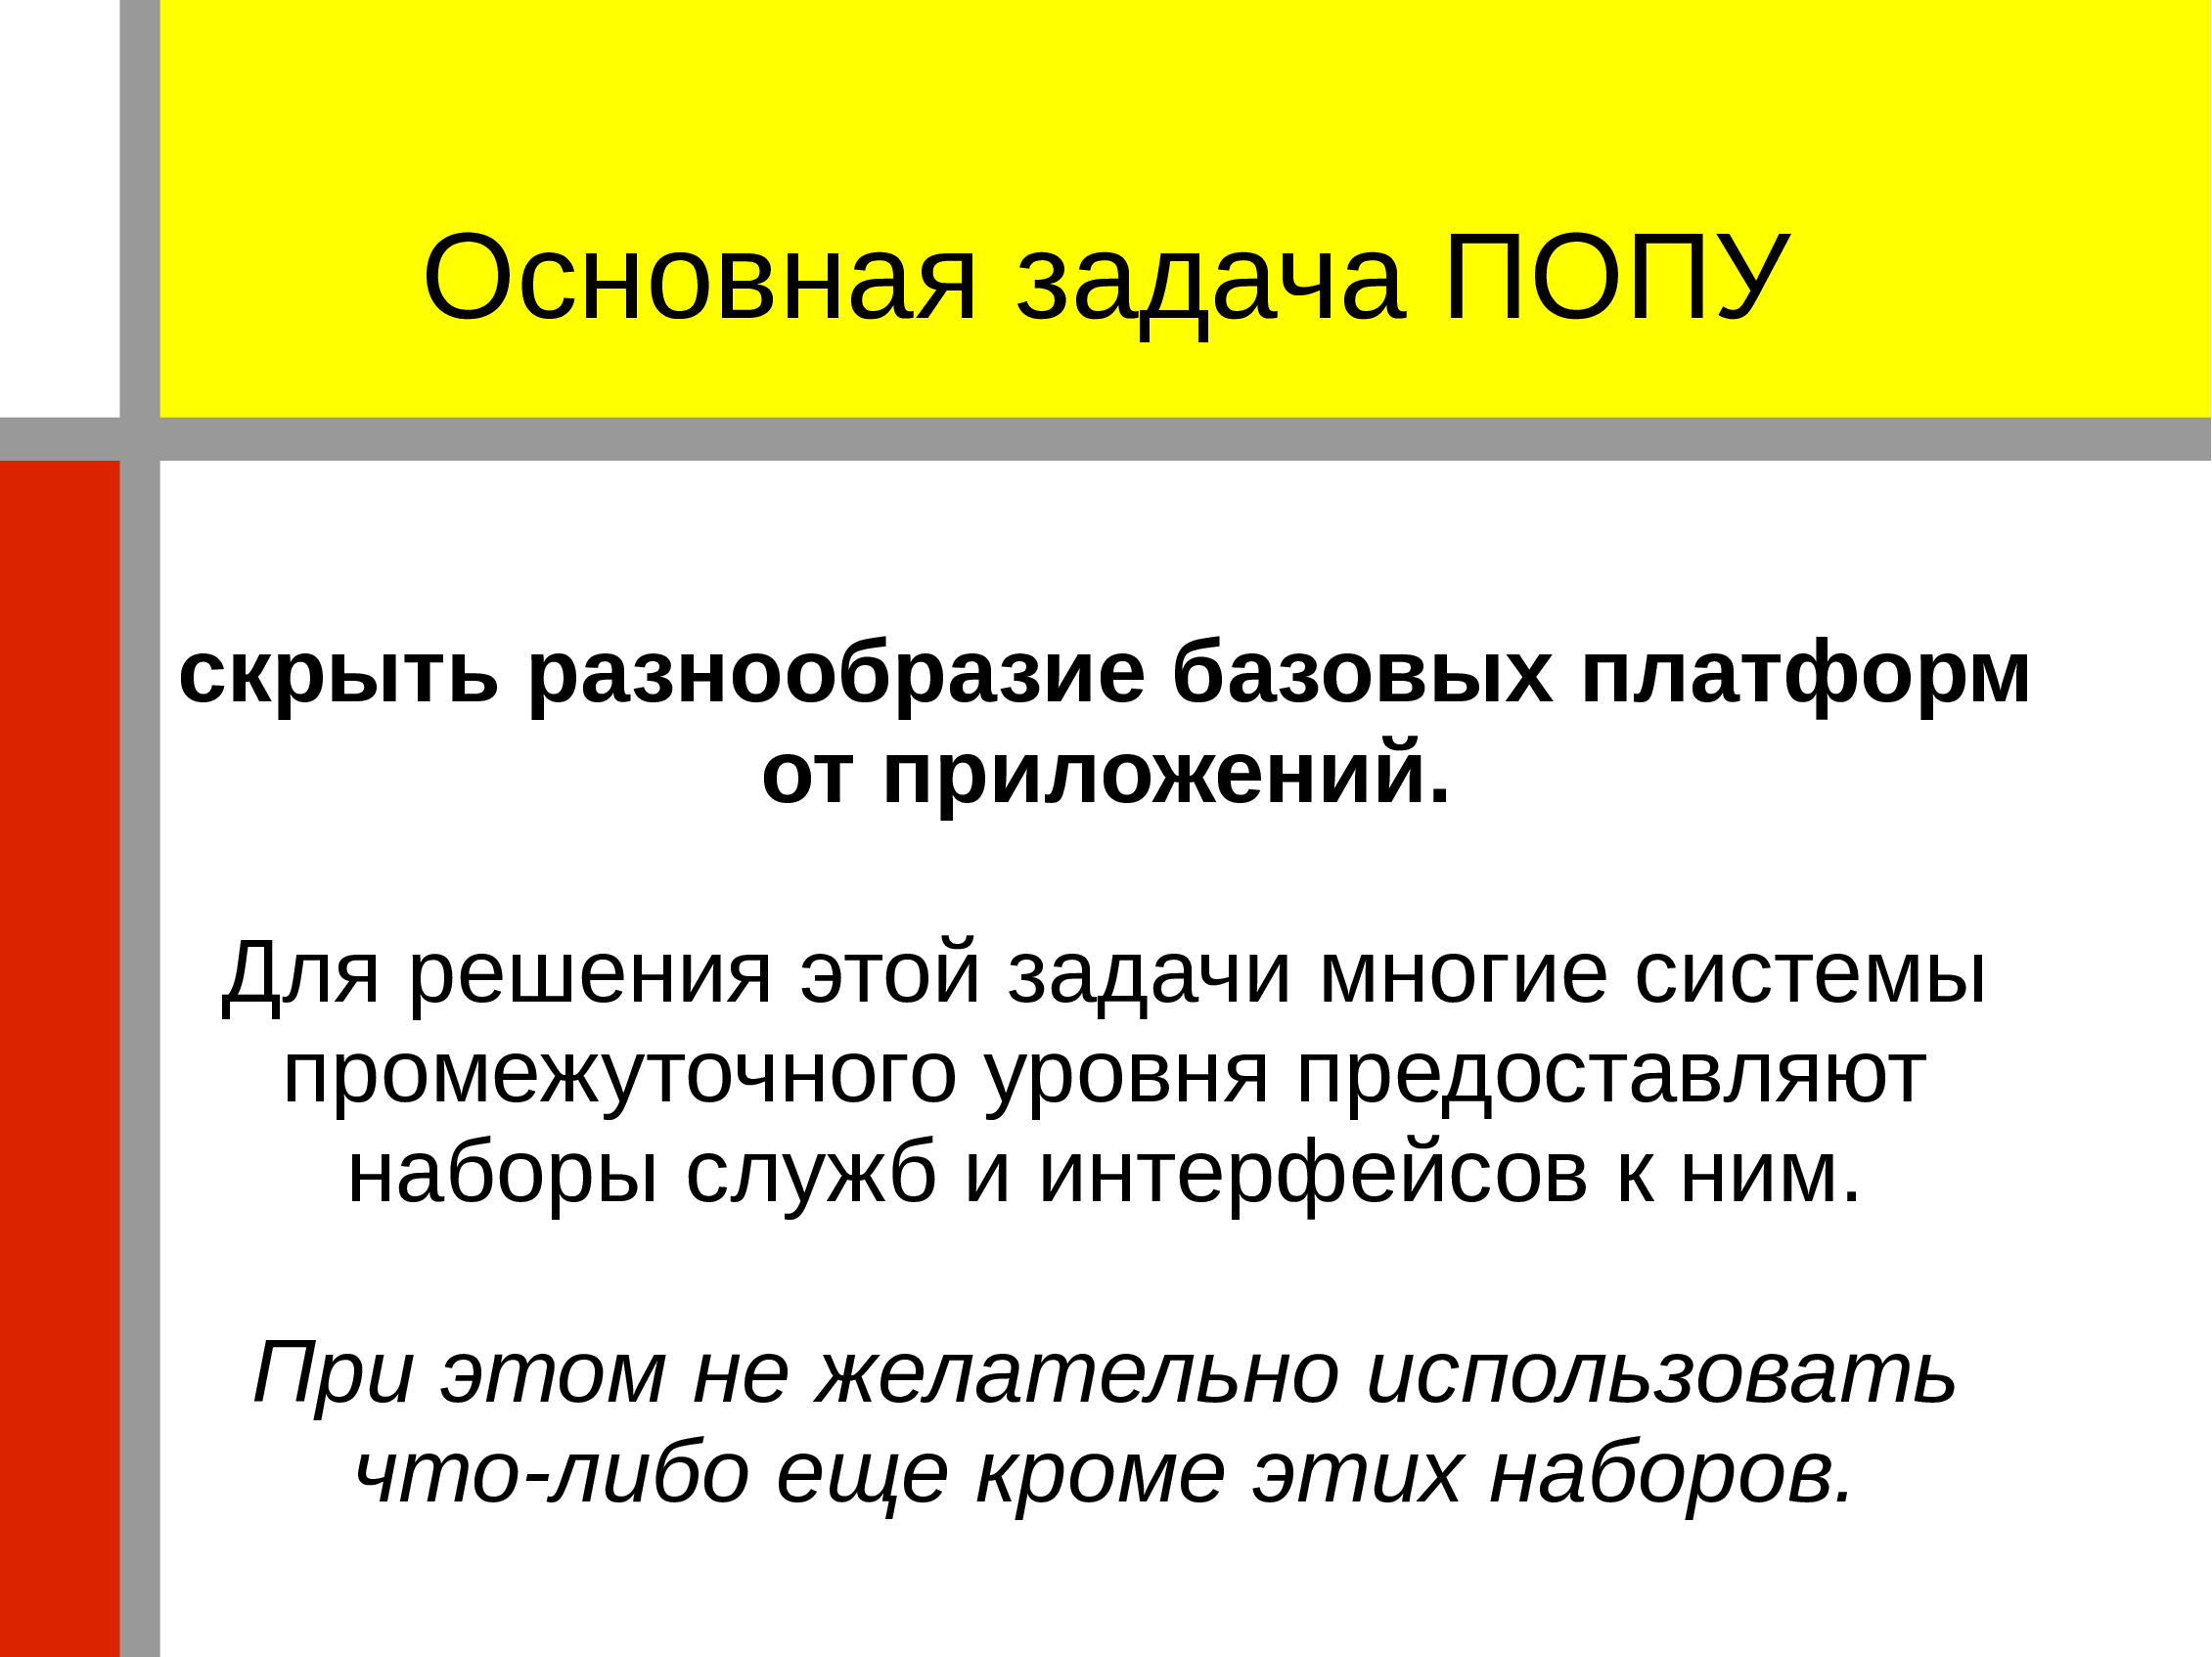 Основная задача ПОПУ
скрыть разнообразие базовых платформ
от приложений.
Для решения этой задачи многие системы
промежуточного уровня предоставляют
наборы служб и интерфейсов к ним.
При этом не желательно использовать
что-либо еще кроме этих наборов.